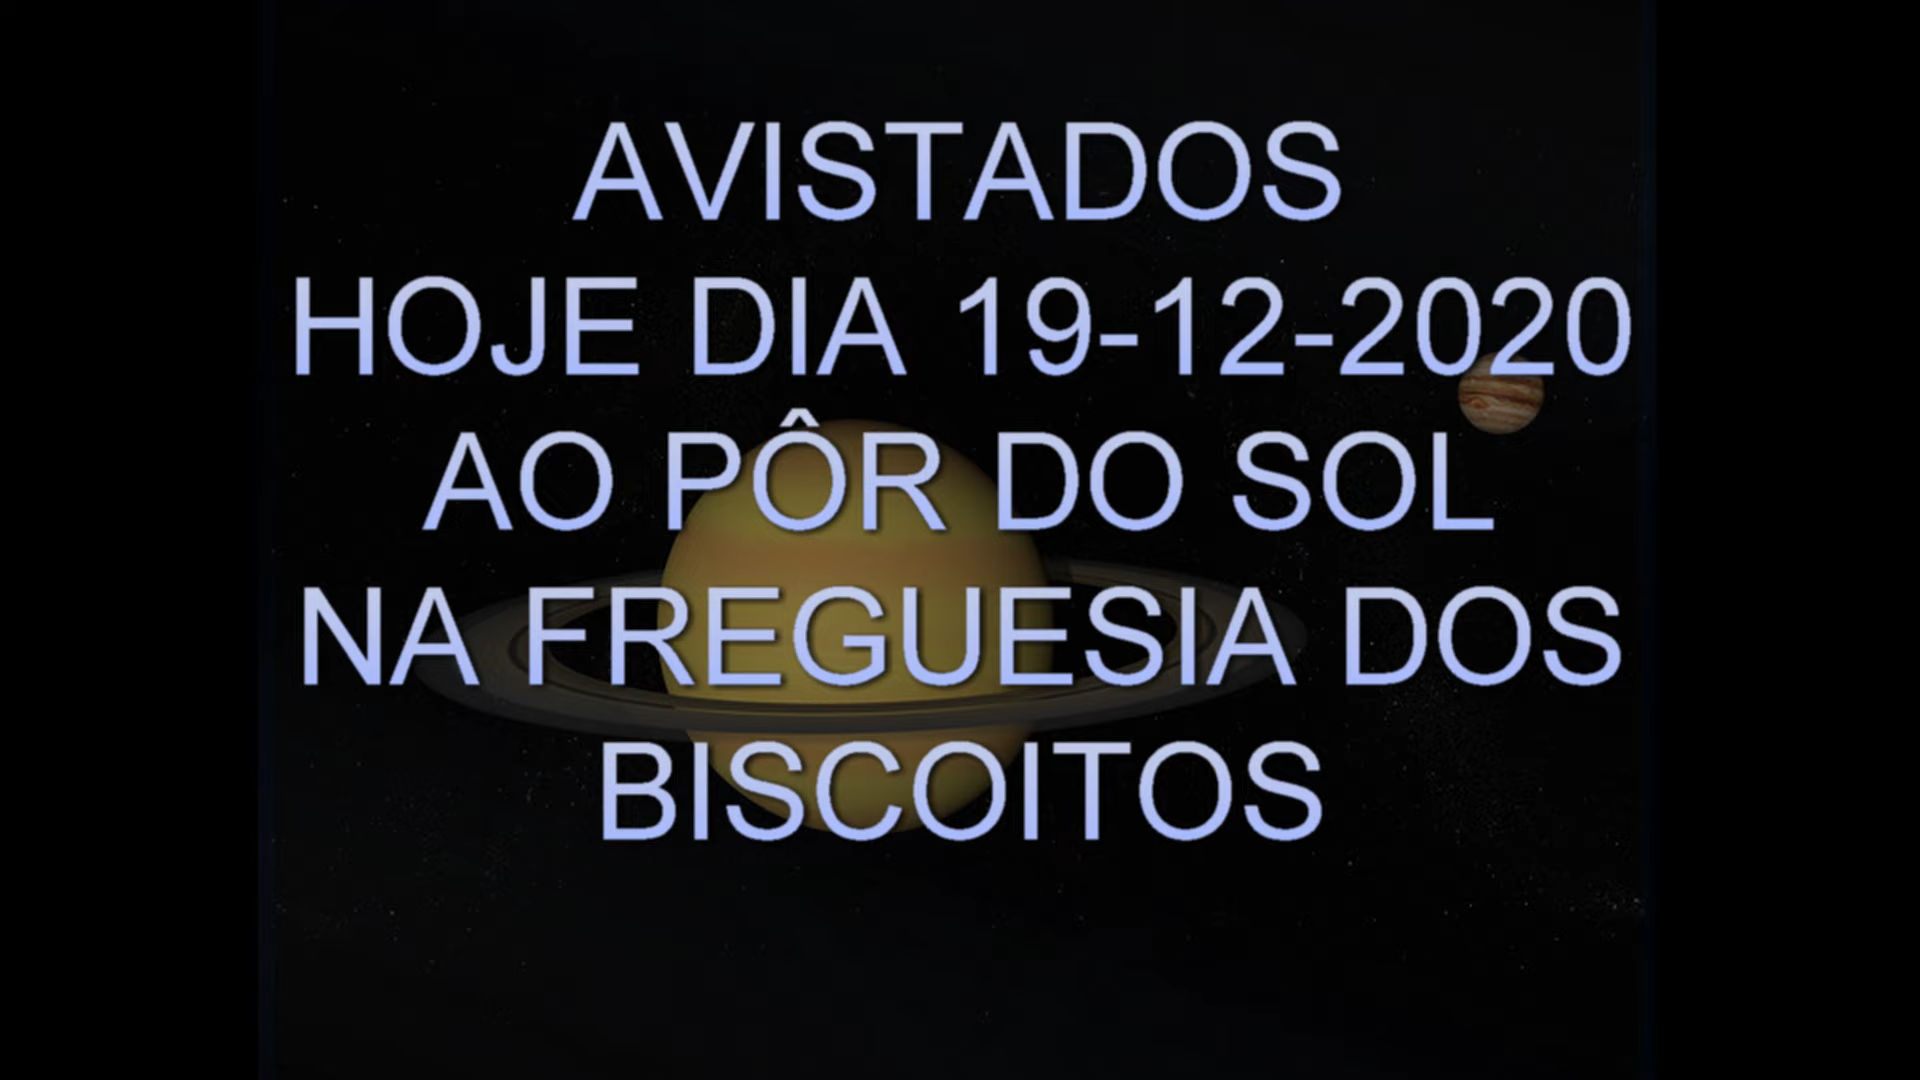 AVISTADOS
HOJE DIA 19-12-2020
AO PÔR DO SOL
NA FREGUESIA DOS
BISCOITOS